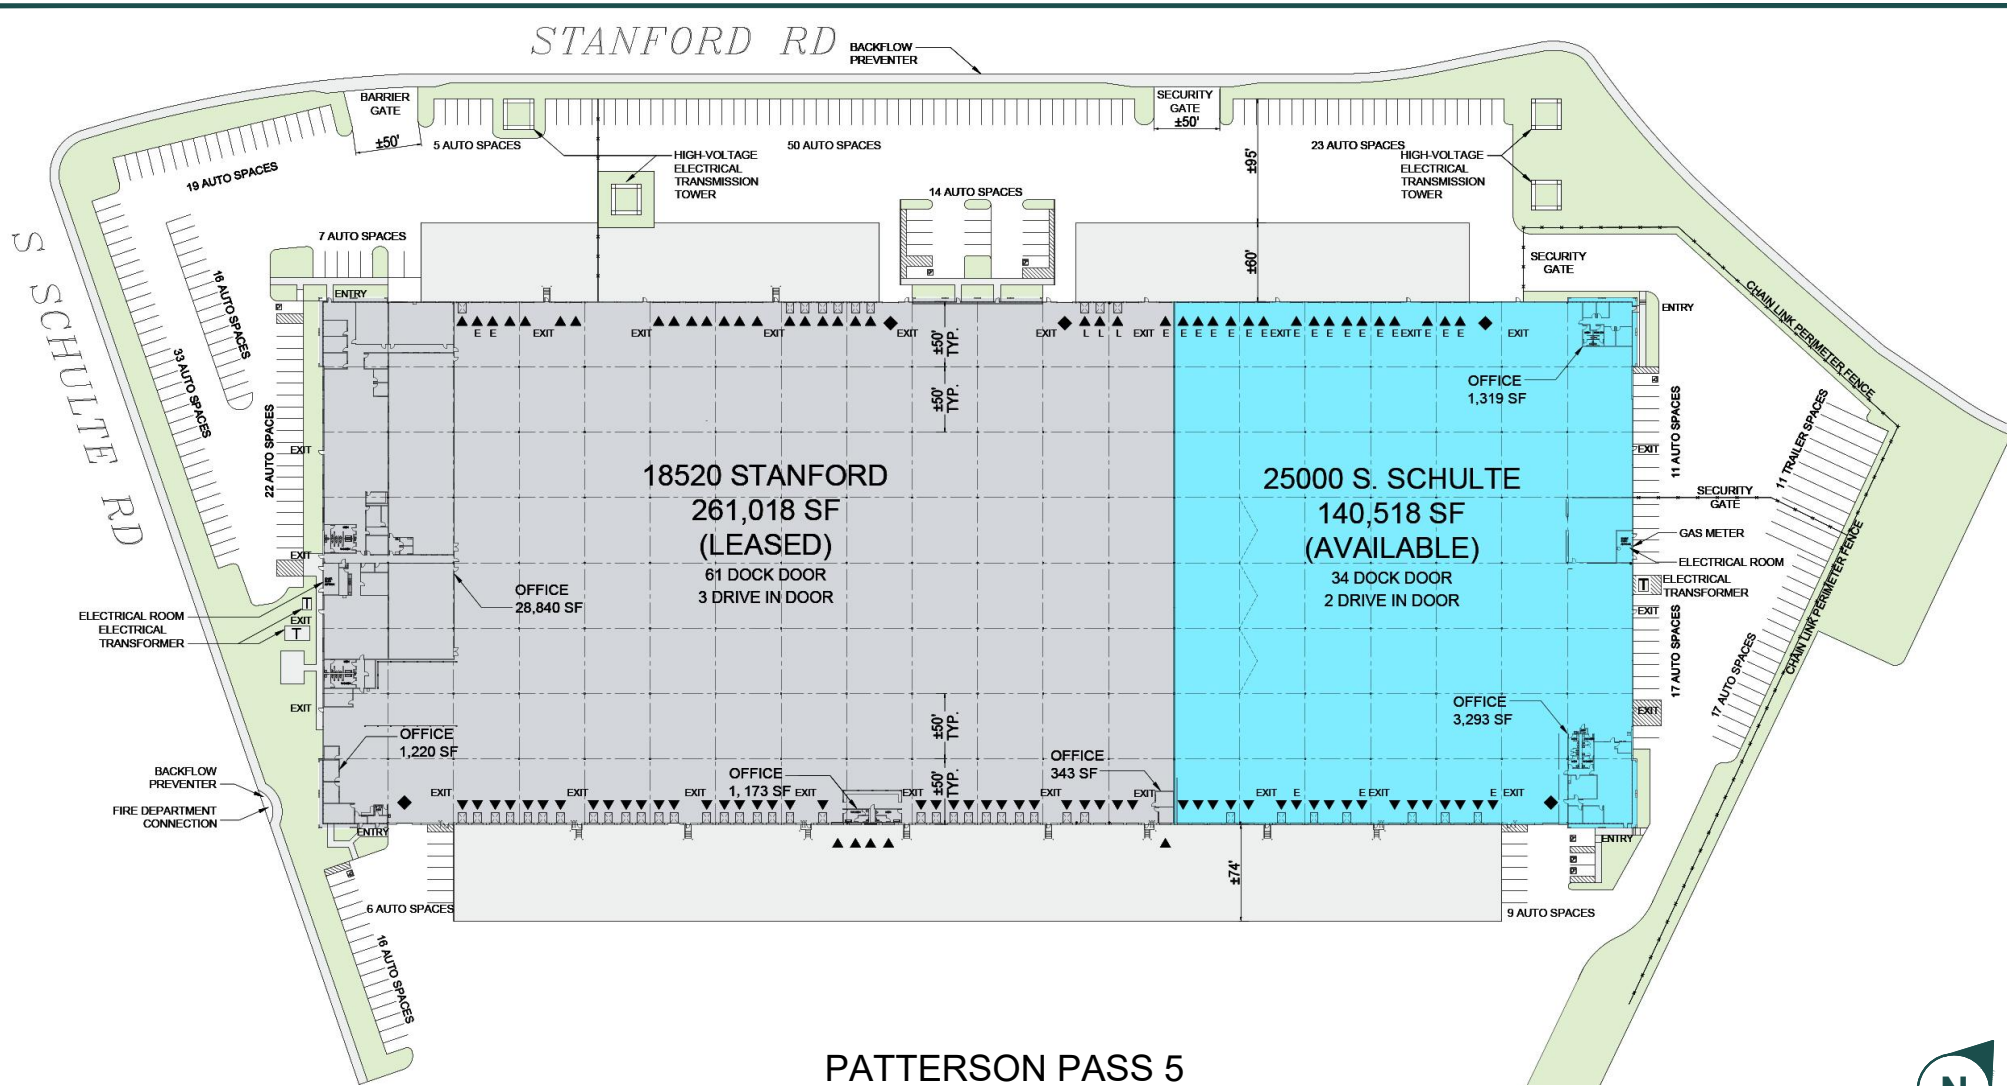 STANFORD RD
BACKFLOW
PREVENTER
BARRIER
GATE
±50'
SECURITY
GATE
±50'
5 AUTO SPACES
50 AUTO SPACES
23 AUTO SPACES
19 AUTO SPACES
HIGH-VOLTAGE
ELECTRICAL
TRANSMISSION
TOWER
HIGH-VOLTAGE
ELECTRICAL
TRANSMISSION
TOWER
±95'
14 AUTO SPACES
7 AUTO SPACES
S SCHULTE RD
16 AUTO SPACES
33 AUTO SPACES
22 AUTO SPACES
±60'
SECURITY
GATE
CHAIN LINK PERIMETER FENCE
ENTRY
ENTRY
E E EXIT EXIT EXIT EXIT EXIT L L L EXIT E E E E E E E EXIT E E E E E E E EXIT E E E EXIT
±50'
TYP.
±50'
TYP.
OFFICE
1,319 SF
11 AUTO SPACES
11 TRAILER SPACES
EXIT
EXIT
18520 STANFORD
261,018 SF
(LEASED)
61 DOCK DOOR
3 DRIVE IN DOOR
25000 S. SCHULTE
140,518 SF
(AVAILABLE)
34 DOCK DOOR
2 DRIVE IN DOOR
SECURITY
GATE
GAS METER
ELECTRICAL ROOM
EXIT
T
ELECTRICAL
TRANSFORMER
EXIT
CHAIN LINK PERIMETER FENCE
OFFICE
28,840 SF
ELECTRICAL ROOM
ELECTRICAL
TRANSFORMER
T
EXIT
T
17 AUTO SPACES
17 AUTO SPACES
EXIT
EXIT
OFFICE
3,293 SF
±50'
TYP.
±50'
TYP.
OFFICE
1,220 SF
OFFICE
1, 173 SF
OFFICE
343 SF
BACKFLOW
PREVENTER
FIRE DEPARTMENT
CONNECTION
EXIT EXIT EXIT EXIT EXIT EXIT EXIT E E EXIT E EXIT
ENTRY
ENTRY
±74'
6 AUTO SPACES
9 AUTO SPACES
16 AUTO SPACES
PATTERSON PASS 5
N